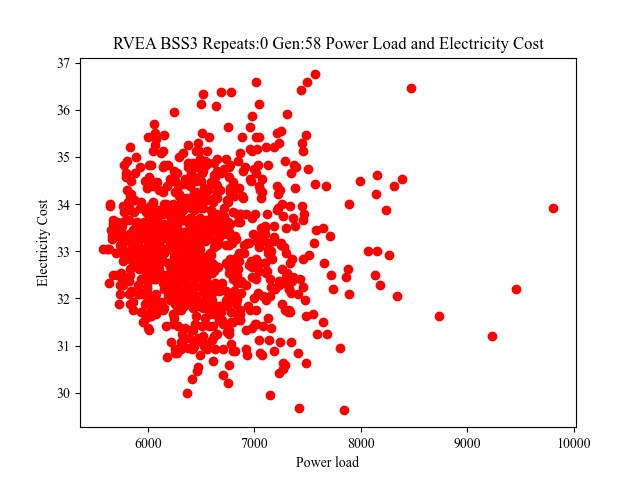 RVEA BSS3 Repeats:0 Gen:58 Power Load and Electricity Cost
37
36
35
34
33
32
31
30
Electricity Cost
6000 7000 8000 9000 10000
Power load